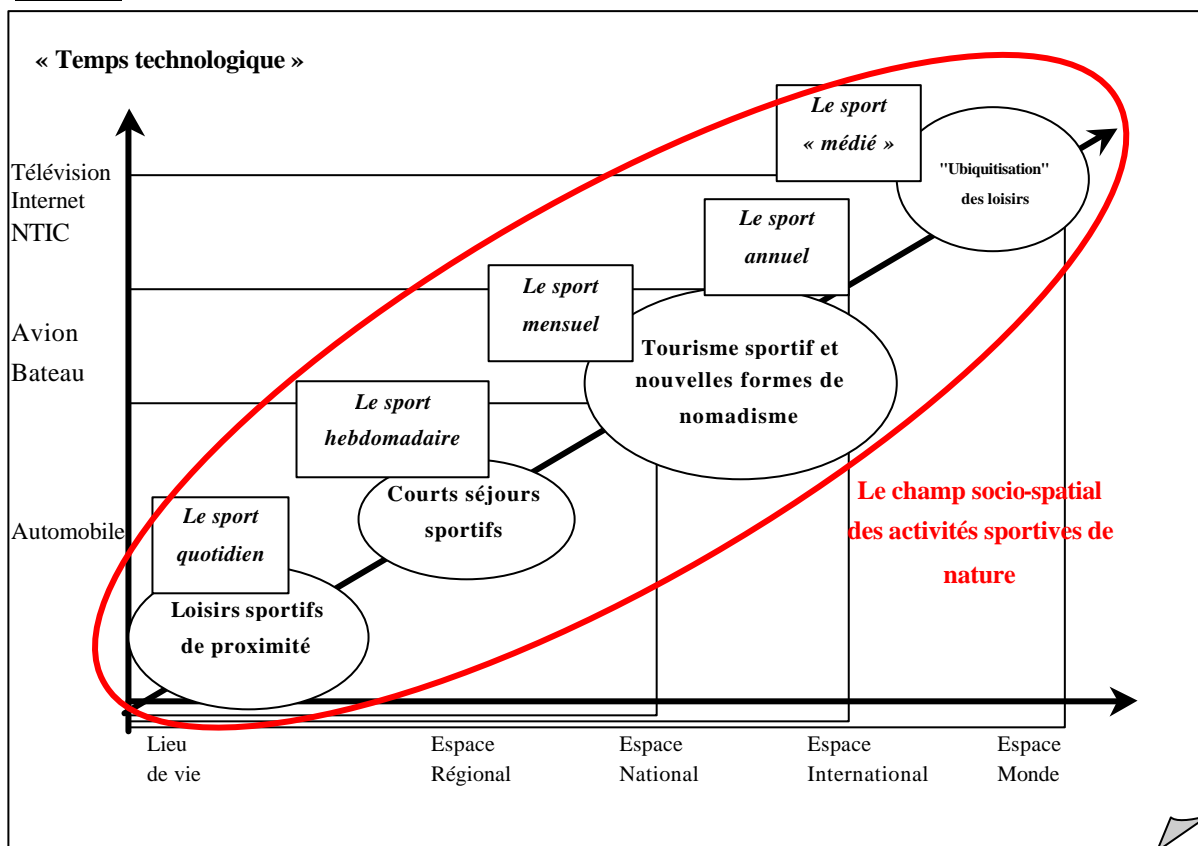 « Temps technologique »
Le sport
« médié »
Télévision
Internet
NTIC
"Ubiquitisation"
des loisirs
Le sport
annuel
Le sport
mensuel
Avion
Bateau
Tourisme sportif et
nouvelles formes de
nomadisme
Le sport
hebdomadaire
Courts séjours
sportifs
Le champ socio-spatial
des activités sportives de
nature
Automobile
Le sport
quotidien
Loisirs sportifs
de proximité
Lieu
de vie
Espace
Régional
Espace
National
Espace
International
Espace
Monde